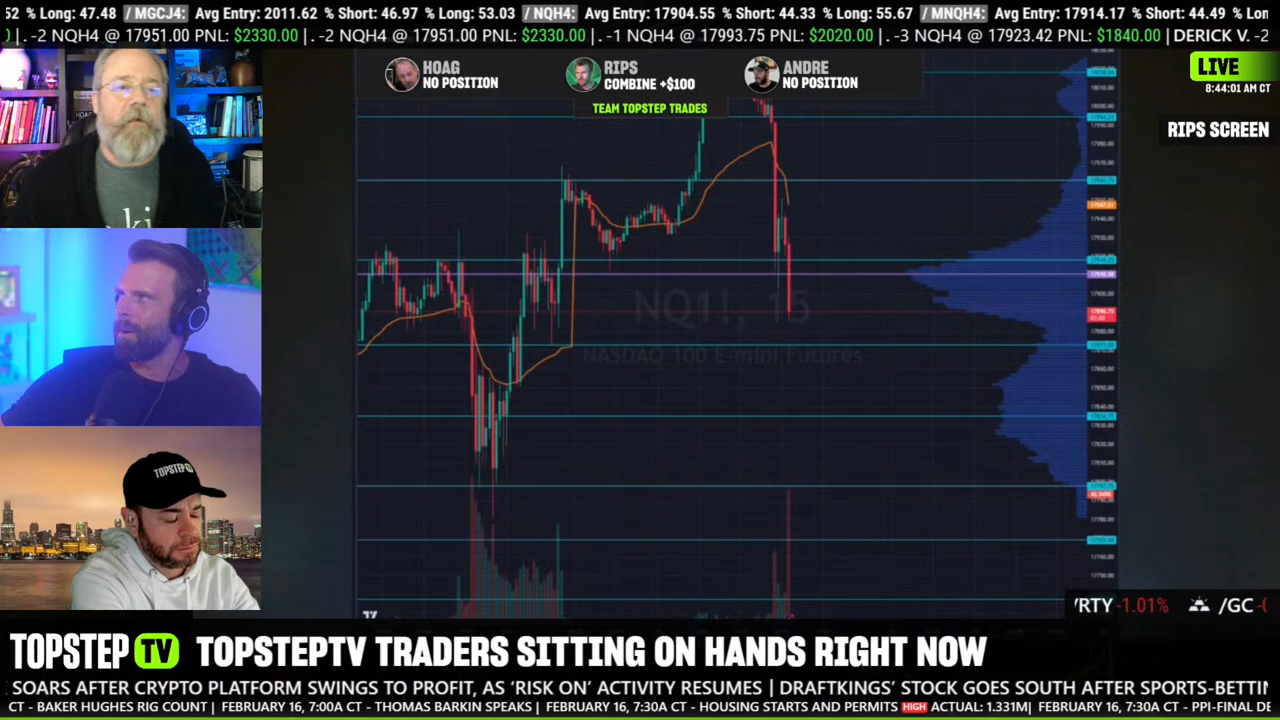 52 % Long: 47.48 /MGCJ4: Avg Entry: 2011.62 % Short: 46.97 % Long: 53.03 /NQH4: Avg Entry: 17904.55 % Short: 44.33 % Long: 55.67 /MNQH4: Avg Entry: 17914.17 % Short: 44.49 % Lon
) |. -2 NQH4 @ 17951.00 PNL: $2330.00 |. -2 NQH4 @ 17951.00 PNL: $2330.00 |. -1 NQH4 @ 17993.75 PNL: $2020.00 |. -3 NQH4 @ 17923.42 PNL: $1840.00 | DERICK V. -2
HOAG
NO POSITION
RIPS
COMBINE +$100
ANDRE
NO POSITION
TEAM TOPSTEP TRADES
LIVE
8:44:01 AM CT
RIPS SCREEN
NQ1!, 15
NASDAQ 100 E-mini Futures
TOPSTEP
/RTY -1.01% /GC
TOPSTEP TV TOPSTEPTV TRADERS SITTING ON HANDS RIGHT NOW
SOARS AFTER CRYPTO PLATFORM SWINGS TO PROFIT, AS 'RISK ON' ACTIVITY RESUMES | DRAFTKINGS' STOCK GOES SOUTH AFTER SPORTS-BETTIN
CT - BAKER HUGHES RIG COUNT | FEBRUARY 16, 7:00A CT - THOMAS BARKIN SPEAKS | FEBRUARY 16, 7:30A CT - HOUSING STARTS AND PERMITS HIGH ACTUAL: 1.331M| FEBRUARY 16, 7:30A CT - PPI-FINAL DE